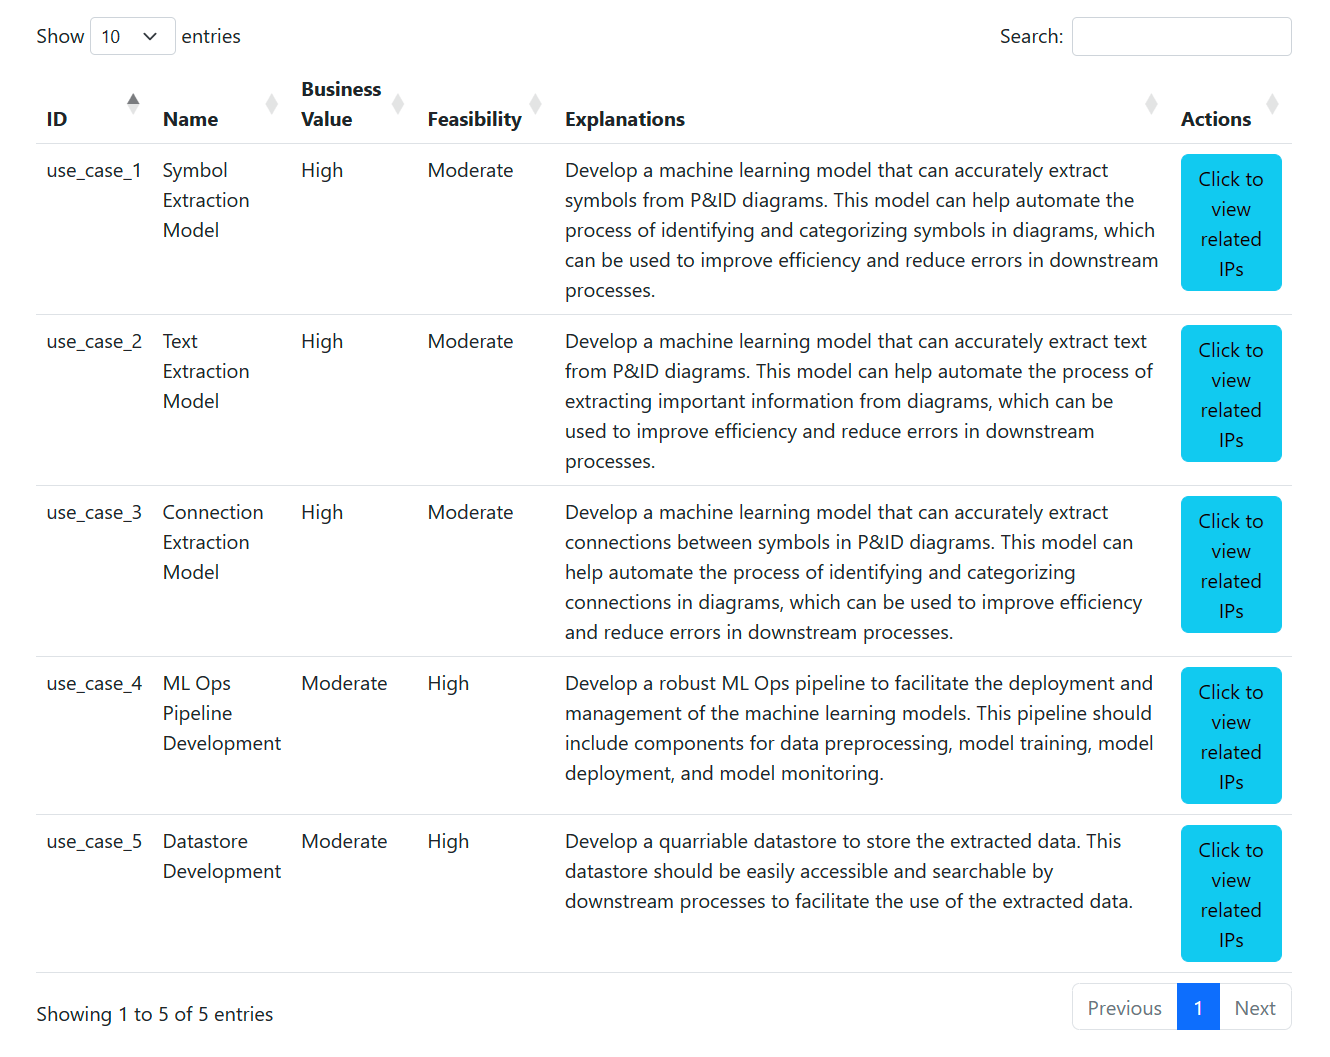 Show 10 entries
Search:
ID
Name
Business
Value
Feasibility
Explanations
Actions
use_case_1
Symbol
Extraction
Model
High
Moderate
Develop a machine learning model that can accurately extract
symbols from P&ID diagrams. This model can help automate the
process of identifying and categorizing symbols in diagrams, which
can be used to improve efficiency and reduce errors in downstream
processes.
Click to
view
related
IPs
use_case_2
Text
Extraction
Model
High
Moderate
Develop a machine learning model that can accurately extract text
from P&ID diagrams. This model can help automate the process of
extracting important information from diagrams, which can be
used to improve efficiency and reduce errors in downstream
processes.
Click to
view
related
IPs
use_case_3
Connection
Extraction
Model
High
Moderate
Develop a machine learning model that can accurately extract
connections between symbols in P&ID diagrams. This model can
help automate the process of identifying and categorizing
connections in diagrams, which can be used to improve efficiency
and reduce errors in downstream processes.
Click to
view
related
IPs
use_case_4
ML Ops
Pipeline
Development
Moderate
High
Develop a robust ML Ops pipeline to facilitate the deployment and
management of the machine learning models. This pipeline should
include components for data preprocessing, model training, model
deployment, and model monitoring.
Click to
view
related
IPs
use_case_5
Datastore
Development
Moderate
High
Develop a quarriable datastore to store the extracted data. This
datastore should be easily accessible and searchable by
downstream processes to facilitate the use of the extracted data.
Click to
view
related
IPs
Showing 1 to 5 of 5 entries
Previous 1 Next